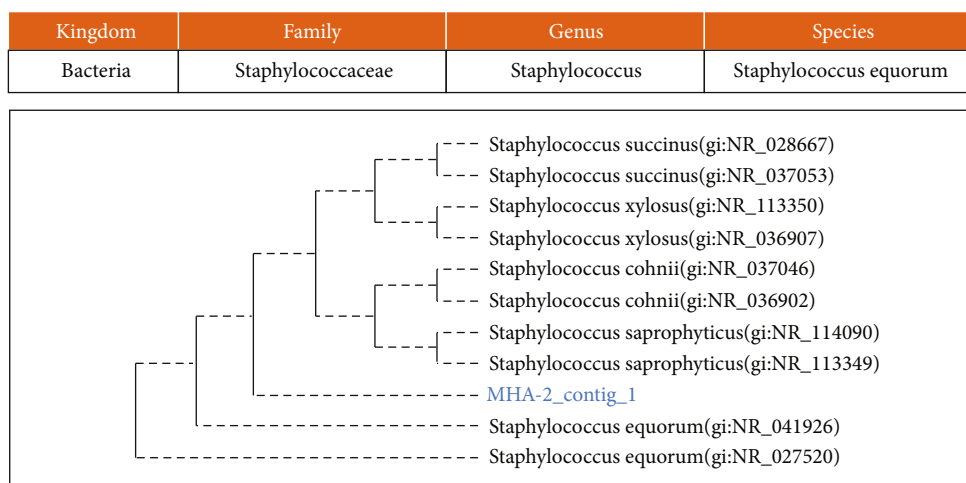 Kingdom Family Genus Species
Bacteria Staphylococcaceae Staphylococcus Staphylococcus equorum
Staphylococcus succinus(gi:NR_028667)
Staphylococcus succinus(gi:NR_037053)
Staphylococcus xylosus(gi:NR_113350)
Staphylococcus xylosus(gi:NR_036907)
Staphylococcus cohnii(gi:NR_037046)
Staphylococcus cohnii(gi:NR_036902)
Staphylococcus saprophyticus(gi:NR_114090)
Staphylococcus saprophyticus(gi:NR_113349)
MHA-2_contig_1
Staphylococcus equorum(gi:NR_041926)
Staphylococcus equorum(gi:NR_027520)